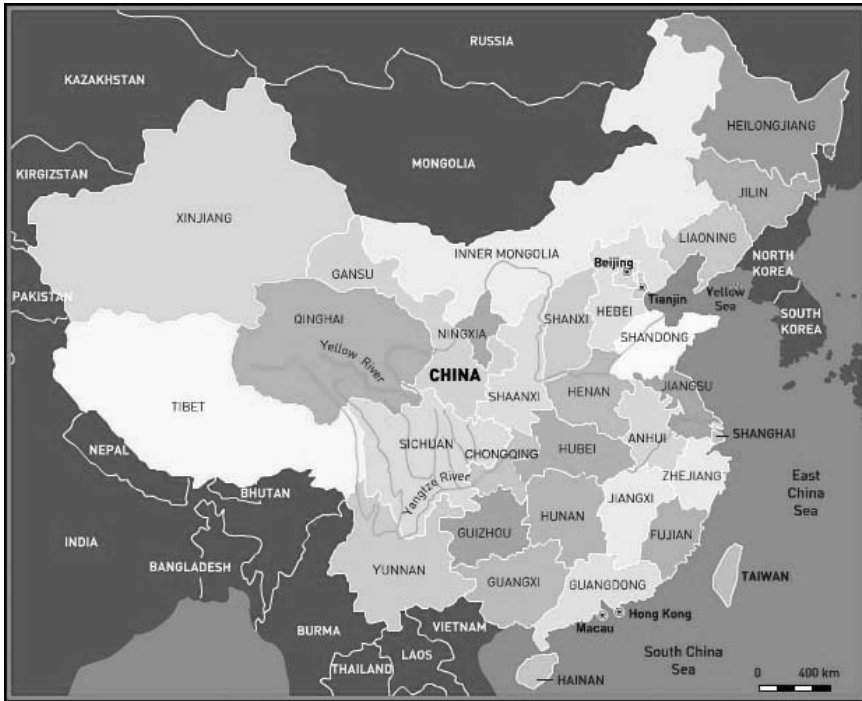 RUSSIA
KAZAKHSTAN
HEILONGJIANG
MONGOLIA
KIRGIZSTAN
JILIN
XINJIANG
LIAONING
INNER MONGOLIA
NORTH
KOREA
Beijing
GANSU
PAKISTAN
Tianjin
Yellow
Sea
HEBEI
SOUTH
KOREA
QINGHAI
SHANXI
NINGXIA
SHANDONG
Yellow River
CHINA
JIANGSU
HENAN
SHAANXI
TIBET
SHANGHAI
SICHUAN
ANHUI
HUBEI
NEPAL
CHONGQING
ZHEJIANG
East
China
Sea
Yangtze River
BHUTAN
JIANGXI
HUNAN
GUIZHOU
FUJIAN
INDIA
BANGLADESH
YUNNAN
TAIWAN
GUANGXI
GUANGDONG
Hong Kong
Macau
BURMA
VIETNAM
LAOS
South China
Sea
THAILAND
HAINAN
0 400 km